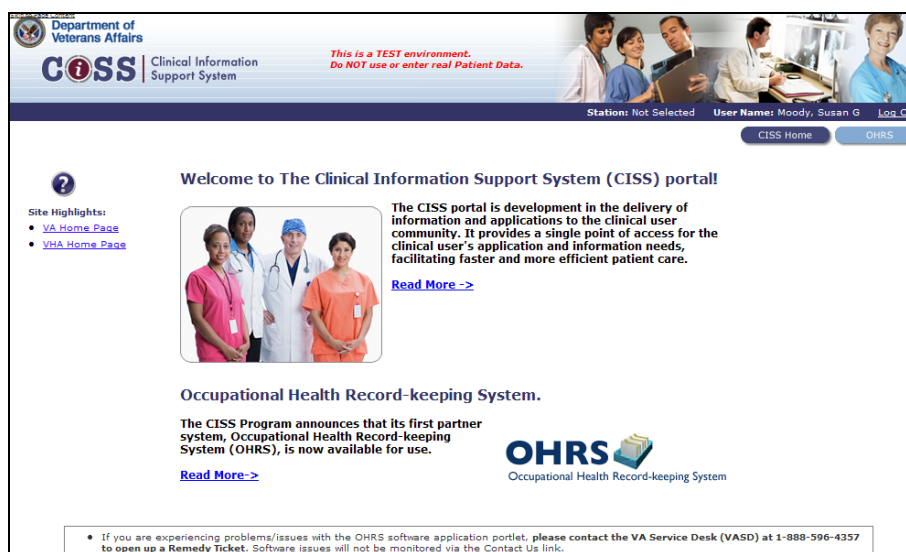 Department of
Veterans Affairs
CiSS
Clinical Information
Support System
This is a TEST environment.
Do NOT use or enter real Patient Data.
Station: Not Selected User Name: Moody, Susan G Log O
CISS Home OHRS
Welcome to The Clinical Information Support System (CISS) portal!
Site Highlights:
• VA Home Page
• VHA Home Page
The CISS portal is development in the delivery of
information and applications to the clinical user
community. It provides a single point of access for the
clinical user's application and information needs,
facilitating faster and more efficient patient care.
Read More ->
Occupational Health Record-keeping System.
The CISS Program announces that its first partner
system, Occupational Health Record-keeping
System (OHRS), is now available for use.
Read More->
OHRS
Occupational Health Record-keeping System
• If you are experiencing problems/issues with the OHRS software application portlet, please contact the VA Service Desk (VASD) at 1-888-596-4357
to open up a Remedy Ticket. Software issues will not be monitored via the Contact Us link.